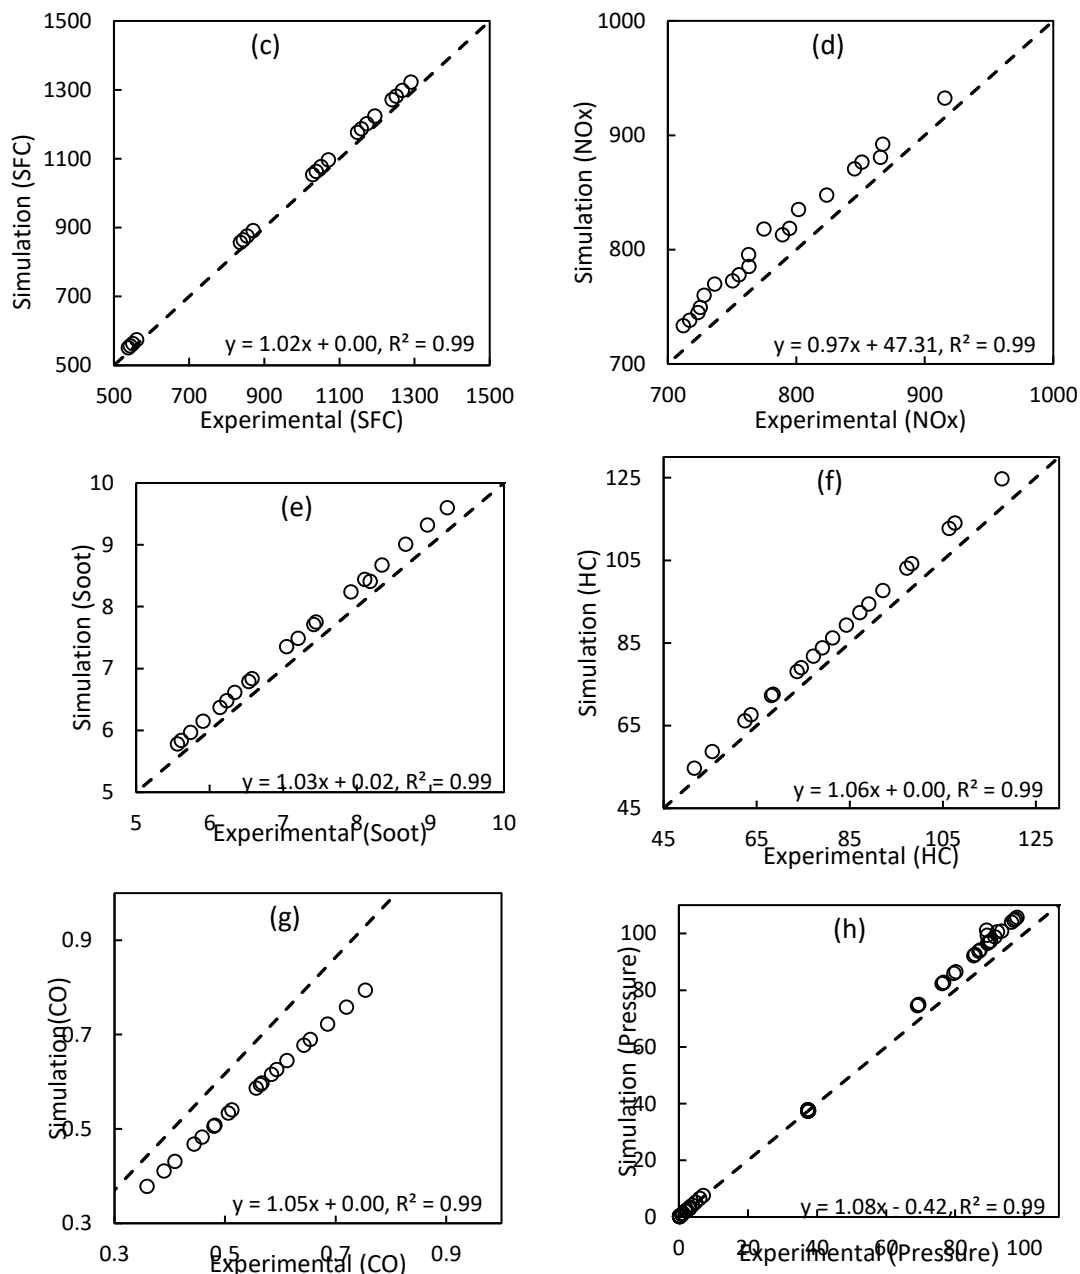 (c)
Simulation (SFC)
1500
1300
1100
900
700
500
y = 1.02x + 0.00, R² = 0.99
500 700 900 1100 1300 1500
Experimental (SFC)
(d)
Simulation (NOx)
1000
900
800
700
y = 0.97x + 47.31, R² = 0.99
700 800 900 1000
Experimental (NOx)
(e)
Simulation (Soot)
10
9
8
7
6
5
y = 1.03x + 0.02, R² = 0.99
5 6 7 8 9 10
Experimental (Soot)
(f)
Simulation (HC)
125
105
85
65
45
y = 1.06x + 0.00, R² = 0.99
45 65 85 105 125
Experimental (HC)
(g)
Simulation(CO)
0.9
0.7
0.5
0.3
y = 1.05x + 0.00, R² = 0.99
0.3 0.5 0.7 0.9
Experimental (CO)
(h)
Simulation (Pressure)
100
80
60
40
20
0
y = 1.08x - 0.42, R² = 0.99
0 20 40 60 80 100
Experimental (Pressure)